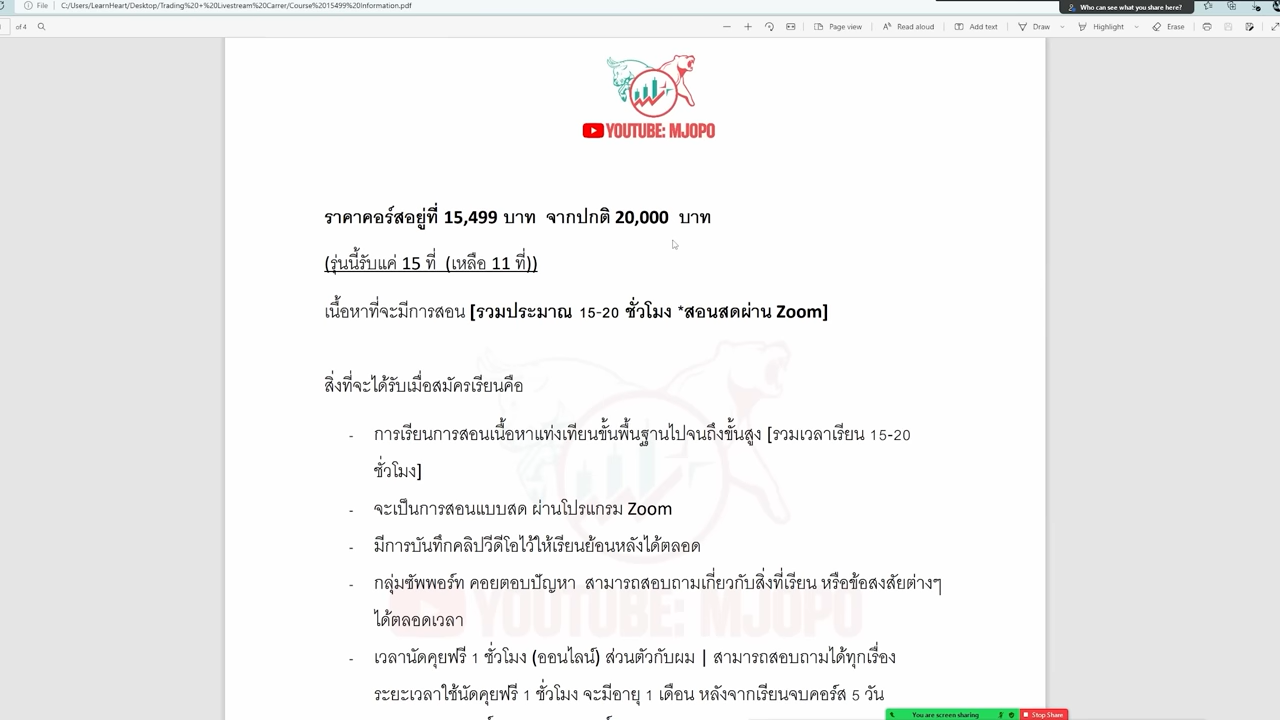 File C:/Users/LearnHeart/Desktop/Trading%20+%20Livestream%20Carrer/Course%2015499%20Information.pdf
Who can see what you share here?
of 4
Page view Read aloud Add text Draw Highlight Erase
YOUTUBE: MJOPO
ราคาคอร์สอยู่ที่ 15,499 บาท จากปกติ 20,000 บาท
(รุ่นนี้รับแค่ 15 ที่ (เหลือ 11 ที่))
เนื้อหาที่จะมีการสอน [รวมประมาณ 15-20 ชั่วโมง *สอนสดผ่าน Zoom]
สิ่งที่จะได้รับเมื่อสมัครเรียนคือ
- การเรียนการสอนเนื้อหาแท่งเทียนขั้นพื้นฐานไปจนถึงขั้นสูง [รวมเวลาเรียน 15-20
ชั่วโมง]
- จะเป็นการสอนแบบสด ผ่านโปรแกรม Zoom
- มีการบันทึกคลิปวีดีโอไว้ให้เรียนย้อนหลังได้ตลอด
- กลุ่มซัพพอร์ท คอยตอบปัญหา สามารถสอบถามเกี่ยวกับสิ่งที่เรียน หรือข้อสงสัยต่างๆ
ได้ตลอดเวลา
YOUTUBE: MJOPO
- เวลานัดคุยฟรี 1 ชั่วโมง (ออนไลน์) ส่วนตัวกับผม | สามารถสอบถามได้ทุกเรื่อง
ระยะเวลาใช้นัดคุยฟรี 1 ชั่วโมง จะมีอายุ 1 เดือน หลังจากเรียนจบคอร์ส 5 วัน
You are screen sharing Stop Share